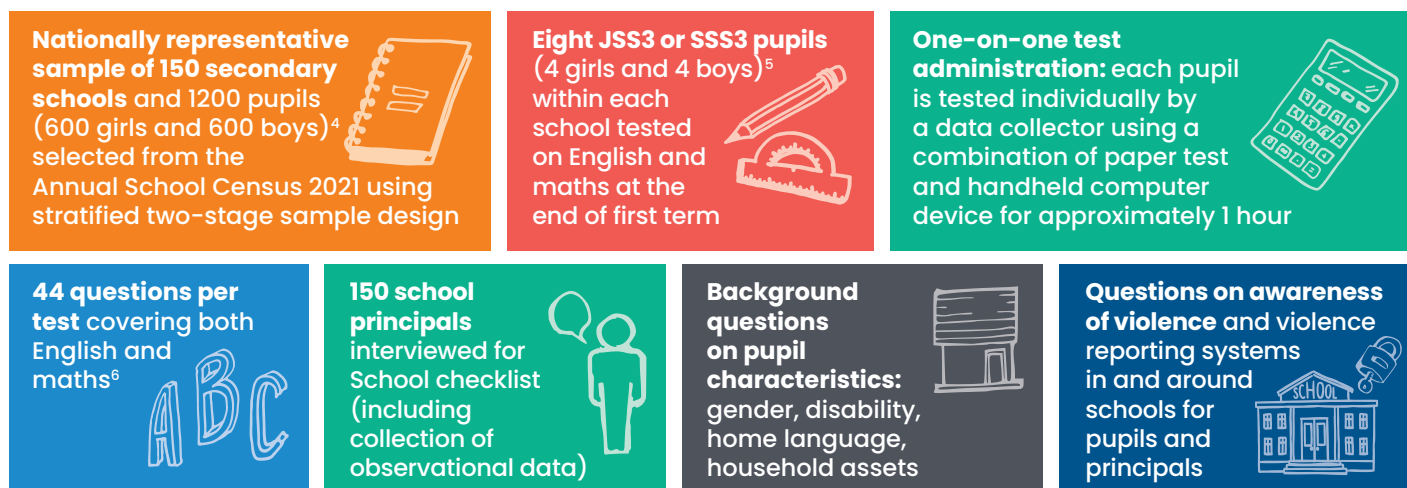 Nationally representative
sample of 150 secondary
schools and 1200 pupils
(600 girls and 600 boys)⁴
selected from the
Annual School Census 2021 using
stratified two-stage sample design
Eight JSS3 or SSS3 pupils
(4 girls and 4 boys)⁵
within each
school tested
on English and
maths at the
end of first term
One-on-one test
administration: each pupil
is tested individually by
a data collector using a
combination of paper test
and handheld computer
device for approximately 1 hour
44 questions per
test covering both
English and
maths⁶
ABC
150 school
principals
interviewed for
School checklist
(including
collection of
observational data)
Background
questions
on pupil
characteristics:
gender, disability,
home language,
household assets
Questions on awareness
of violence and violence
reporting systems
in and around
schools for
pupils and
principals
SCHOOL